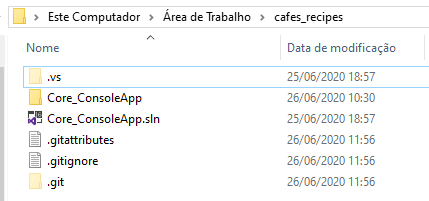 Este Computador > Área de Trabalho > cafes_recipes
Nome Data de modificação
.vs 25/06/2020 18:57
Core_ConsoleApp 26/06/2020 10:30
Core_ConsoleApp.sln 25/06/2020 18:57
.gitattributes 26/06/2020 11:56
.gitignore 26/06/2020 11:56
.git 26/06/2020 11:56